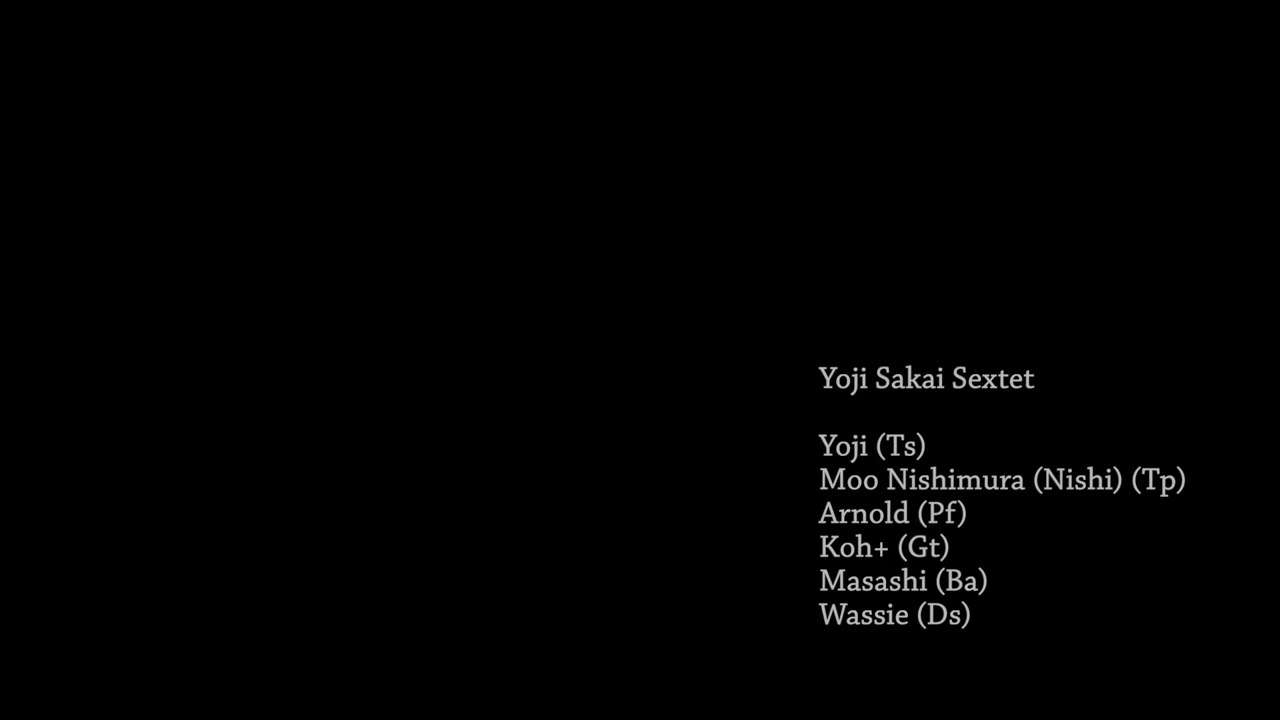 Yoji Sakai Sextet
Yoji (Ts)
Moo Nishimura (Nishi) (Tp)
Arnold (Pf)
Koh+ (Gt)
Masashi (Ba)
Wassie (Ds)